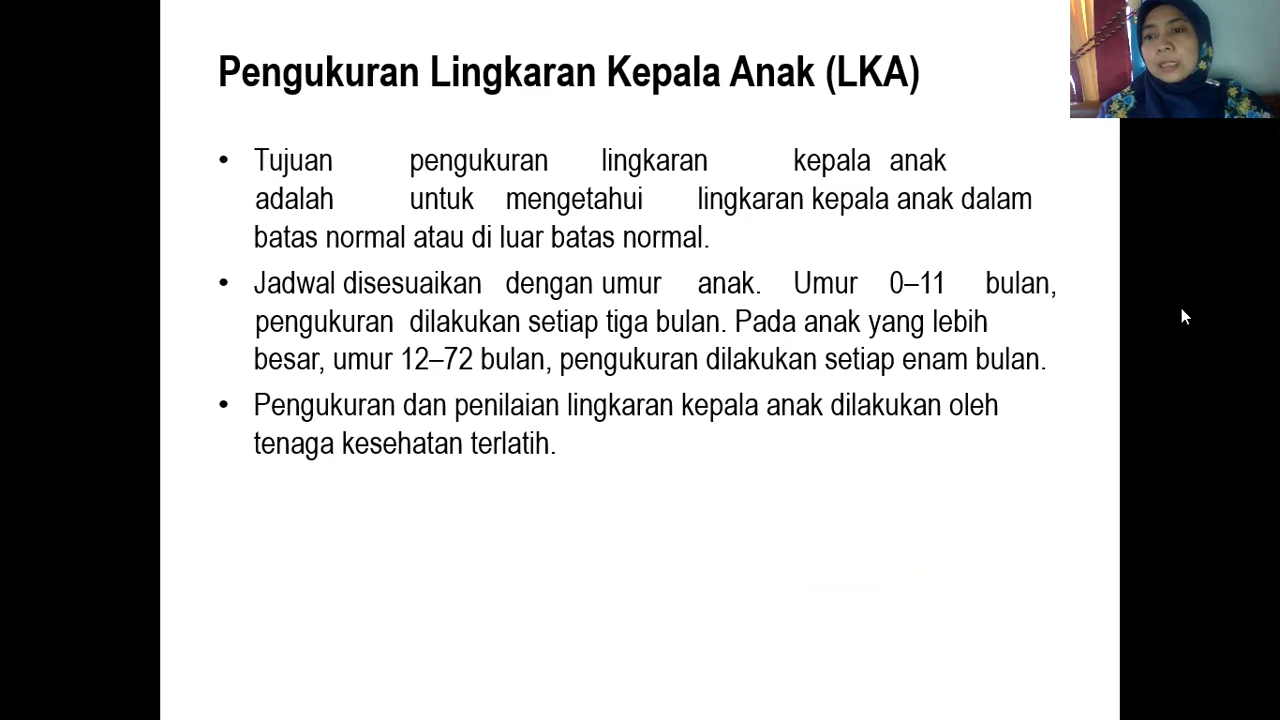 Pengukuran Lingkaran Kepala Anak (LKA)
• Tujuan pengukuran lingkaran kepala anak
adalah untuk mengetahui lingkaran kepala anak dalam
batas normal atau di luar batas normal.
• Jadwal disesuaikan dengan umur anak. Umur 0–11 bulan,
pengukuran dilakukan setiap tiga bulan. Pada anak yang lebih
besar, umur 12–72 bulan, pengukuran dilakukan setiap enam bulan.
• Pengukuran dan penilaian lingkaran kepala anak dilakukan oleh
tenaga kesehatan terlatih.